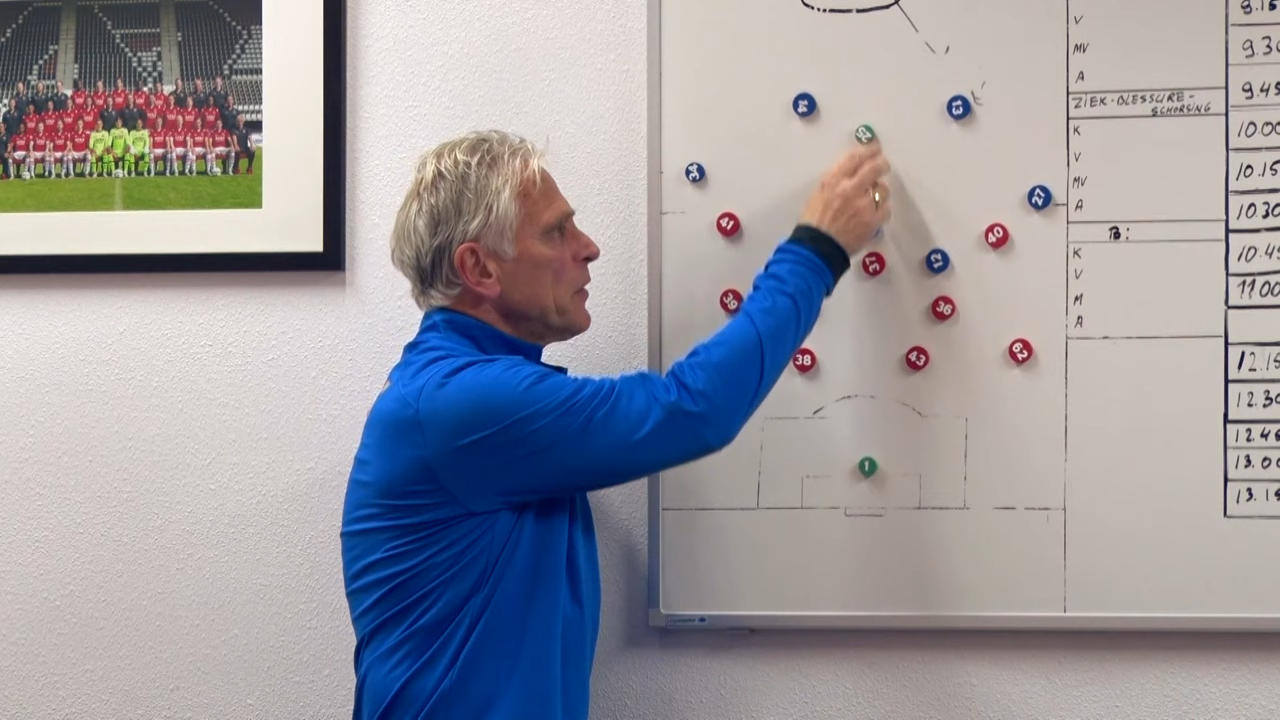 V
MV
A
ZIEK-BLESSURE-
SCHORSING
K
V
MV
A
B:
K
V
M
A
9.15
9.30
9.45
10.00
10.15
10.30
10.45
11.00
12.15
12.30
12.45
13.00
13.15
14
13
34
27
41
40
37
12
39
36
38
43
62
1